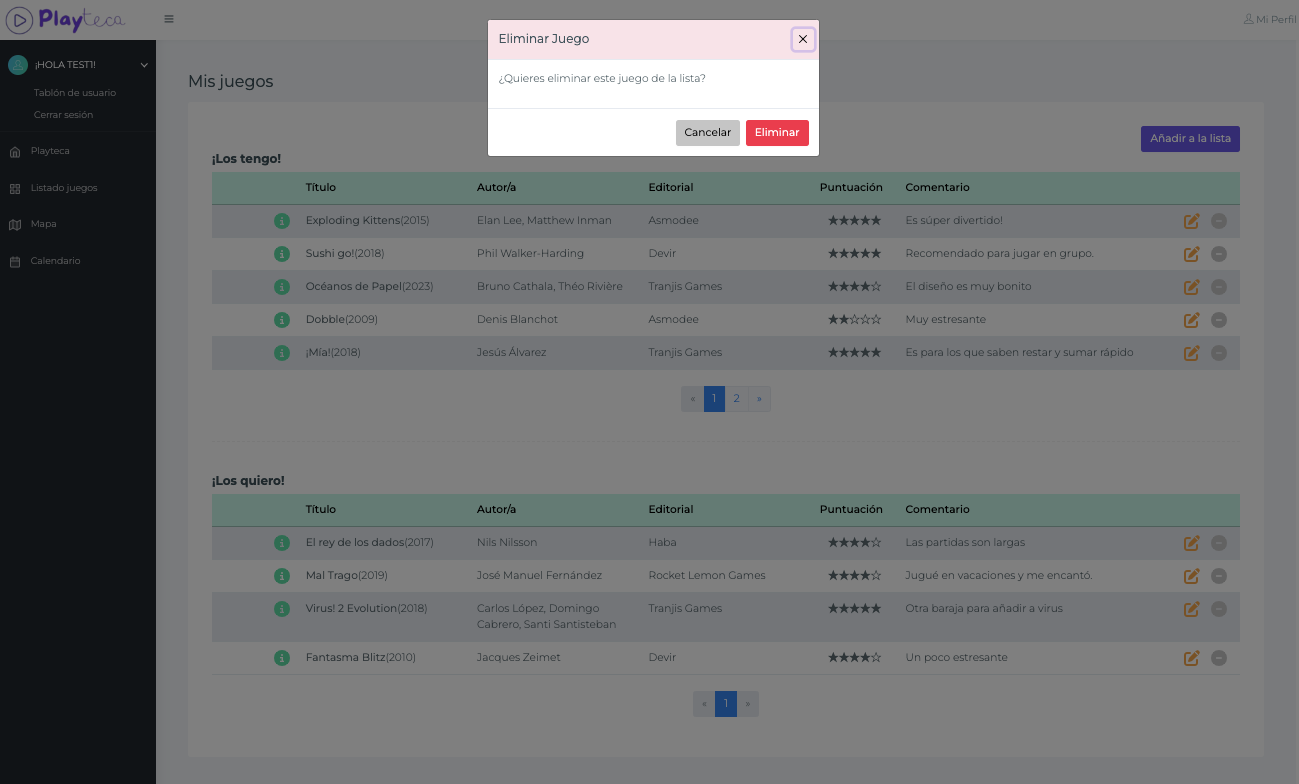 Playteca
Mi Perfil
Eliminar Juego
¿Quieres eliminar este juego de la lista?
Cancelar Eliminar
¡HOLA TEST1!
Tablón de usuario
Cerrar sesión
Playteca
Listado juegos
Mapa
Calendario
Mis juegos
Añadir a la lista
¡Los tengo!
Título Autor/a Editorial Puntuación Comentario
Exploding Kittens(2015) Elan Lee, Matthew Inman Asmodee ★★★★★ Es súper divertido!
Sushi go!(2018) Phil Walker-Harding Devir ★★★★★ Recomendado para jugar en grupo.
Océanos de Papel(2023) Bruno Cathala, Théo Rivière Tranjis Games ★★★★☆ El diseño es muy bonito
Dobble(2009) Denis Blanchot Asmodee ★★☆☆☆ Muy estresante
¡Mía!(2018) Jesús Álvarez Tranjis Games ★★★★★ Es para los que saben restar y sumar rápido
« 1 2 »
¡Los quiero!
Título Autor/a Editorial Puntuación Comentario
El rey de los dados(2017) Nils Nilsson Haba ★★★★☆ Las partidas son largas
Mal Trago(2019) José Manuel Fernández Rocket Lemon Games ★★★★☆ Jugué en vacaciones y me encantó.
Virus! 2 Evolution(2018) Carlos López, Domingo Tranjis Games ★★★★★ Otra baraja para añadir a virus
Cabrero, Santi Santisteban
Fantasma Blitz(2010) Jacques Zeimet Devir ★★★★☆ Un poco estresante
« 1 »